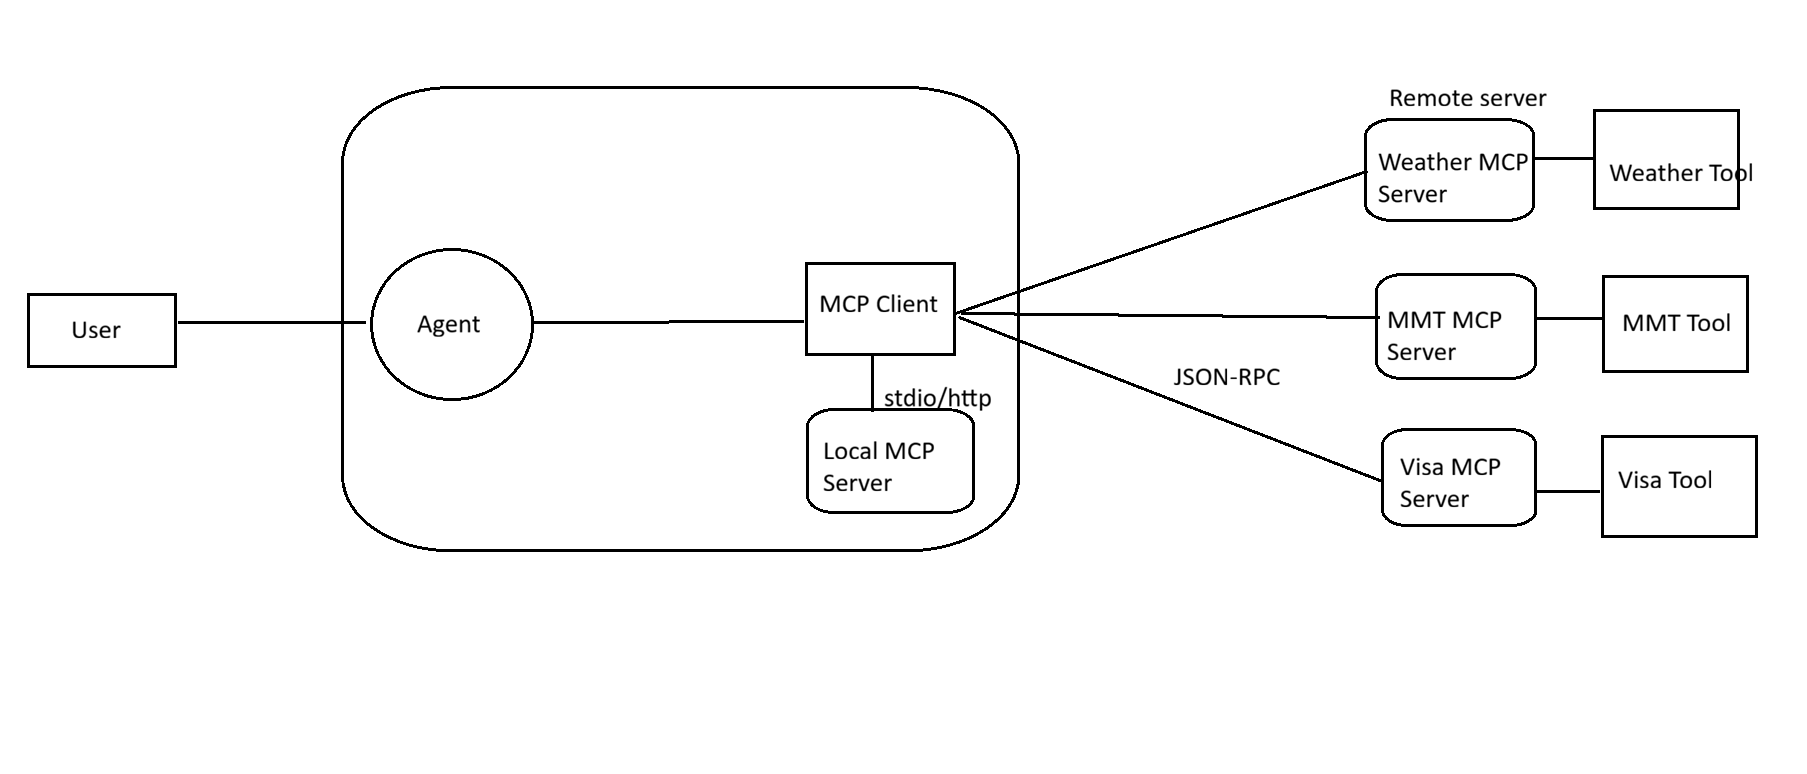 User
Agent
MCP Client
stdio/http
Local MCP
Server
JSON-RPC
Remote server
Weather MCP
Server
Weather Tool
MMT MCP
Server
MMT Tool
Visa MCP
Server
Visa Tool